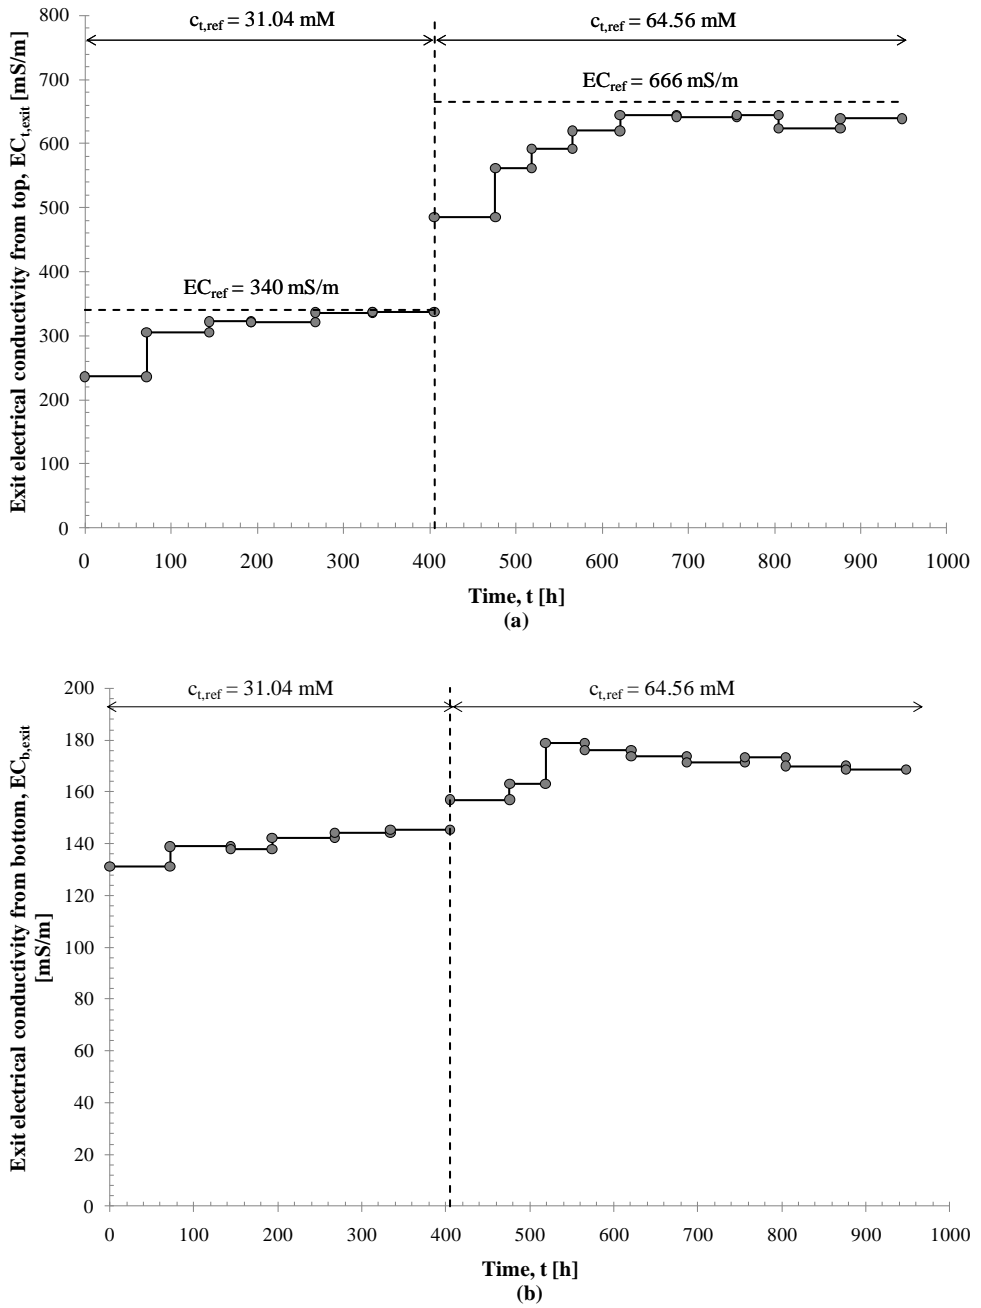 c_t,ref = 31.04 mM
c_t,ref = 64.56 mM
EC_ref = 666 mS/m
EC_ref = 340 mS/m
Exit electrical conductivity from top, EC_t,exit [mS/m]
800
700
600
500
400
300
200
100
0
0 100 200 300 400 500 600 700 800 900 1000
Time, t [h]
(a)
c_t,ref = 31.04 mM
c_t,ref = 64.56 mM
Exit electrical conductivity from bottom, EC_b,exit
[mS/m]
200
180
160
140
120
100
80
60
40
20
0
0 100 200 300 400 500 600 700 800 900 1000
Time, t [h]
(b)